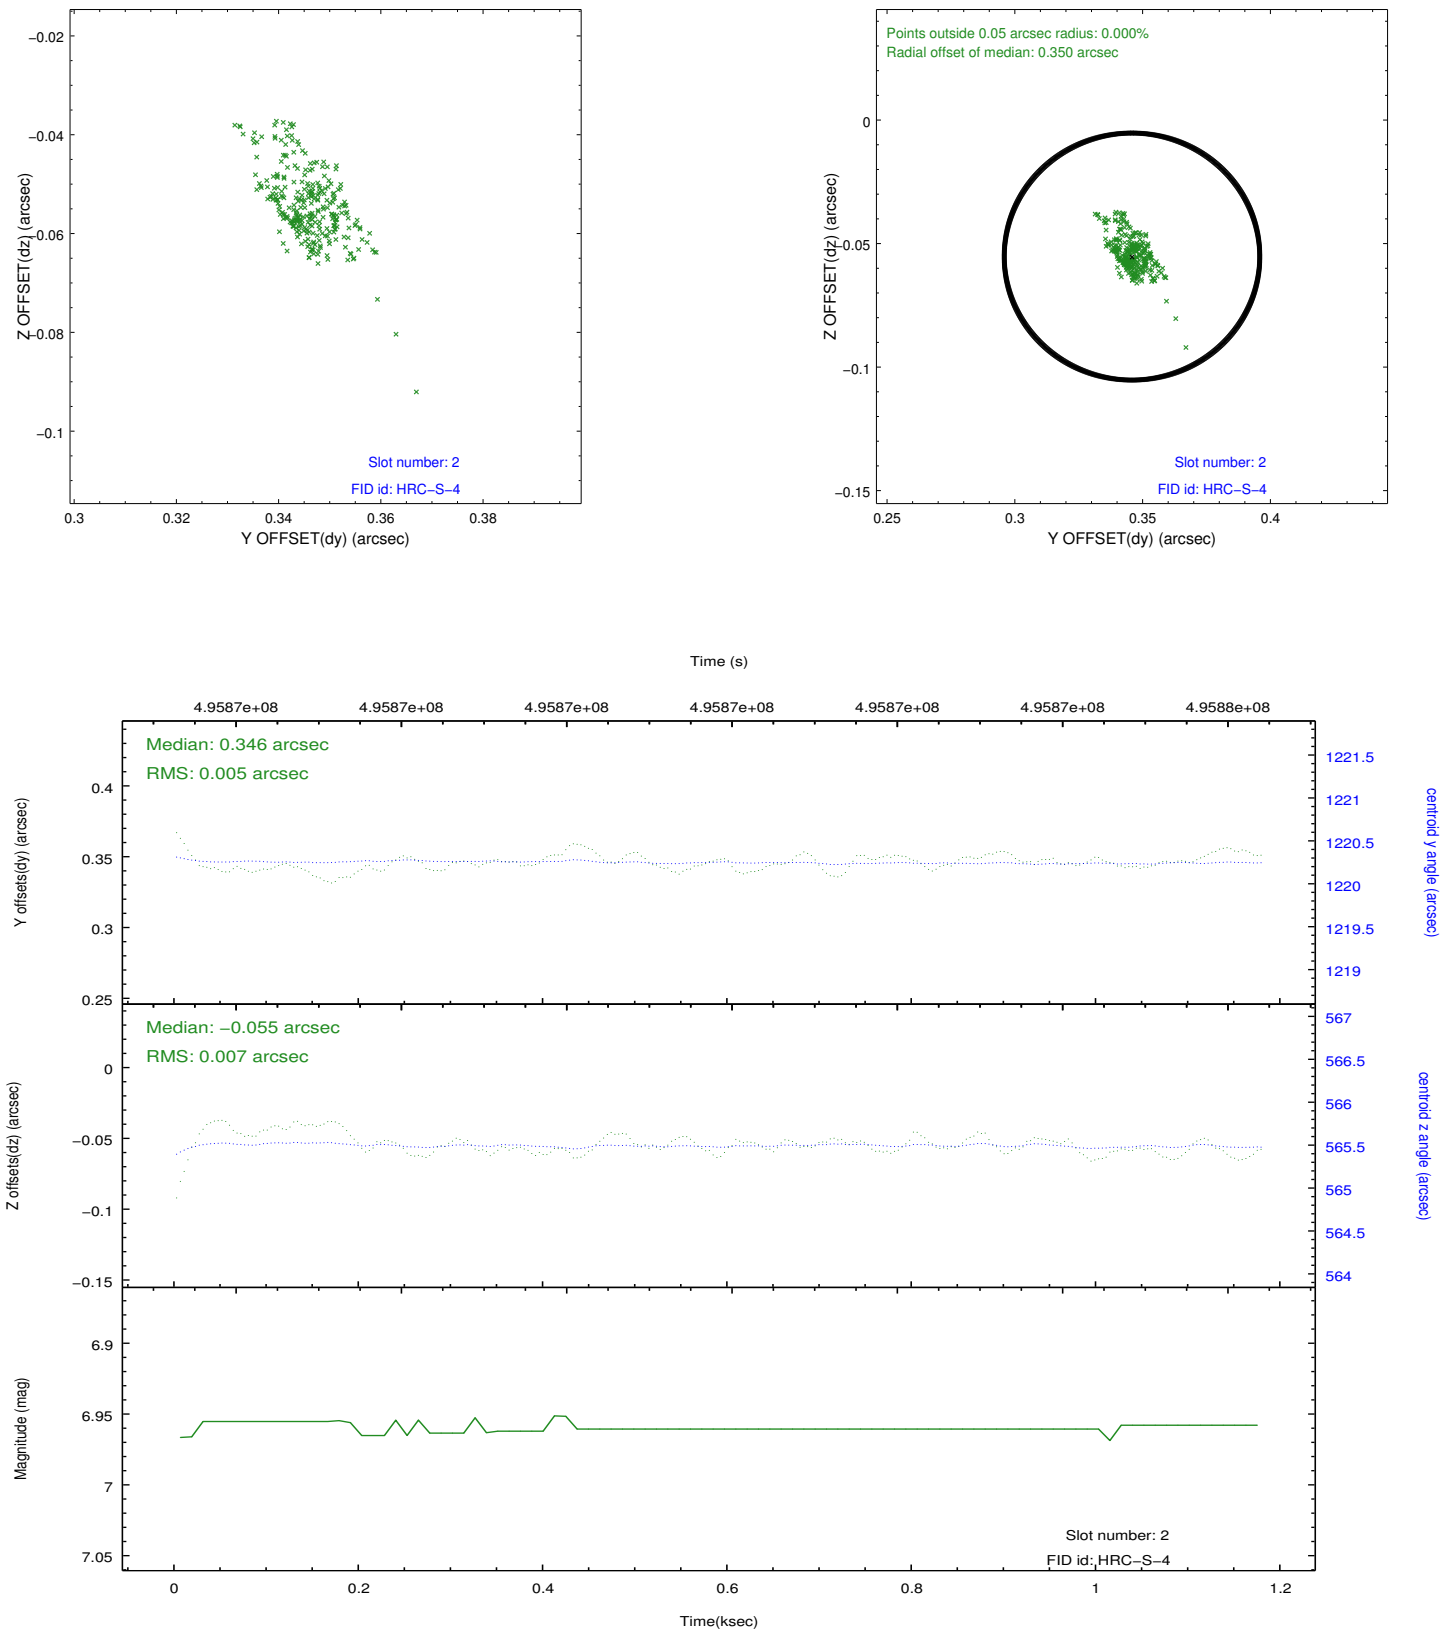 −0.02
−0.04
−0.06
−0.08
−0.1
Z OFFSET(dz) (arcsec)
Slot number: 2
FID id: HRC−S−4
0.3 0.32 0.34 0.36 0.38
Y OFFSET(dy) (arcsec)
Points outside 0.05 arcsec radius: 0.000%
Radial offset of median: 0.350 arcsec
0
−0.05
−0.1
−0.15
Z OFFSET(dz) (arcsec)
Slot number: 2
FID id: HRC−S−4
0.25 0.3 0.35 0.4
Y OFFSET(dy) (arcsec)
Time (s)
4.9587e+08 4.9587e+08 4.9587e+08 4.9587e+08 4.9587e+08 4.9587e+08 4.9588e+08
Median: 0.346 arcsec
RMS: 0.005 arcsec
0.4
0.35
0.3
0.25
Y offsets(dy) (arcsec)
1221.5
1221
1220.5
1220
1219.5
1219
centroid y angle (arcsec)
Median: −0.055 arcsec
RMS: 0.007 arcsec
0
−0.05
−0.1
−0.15
Z offsets(dz) (arcsec)
567
566.5
566
565.5
565
564.5
564
centroid z angle (arcsec)
6.9
6.95
7
7.05
Magnitude (mag)
Slot number: 2
FID id: HRC−S−4
0 0.2 0.4 0.6 0.8 1 1.2
Time(ksec)